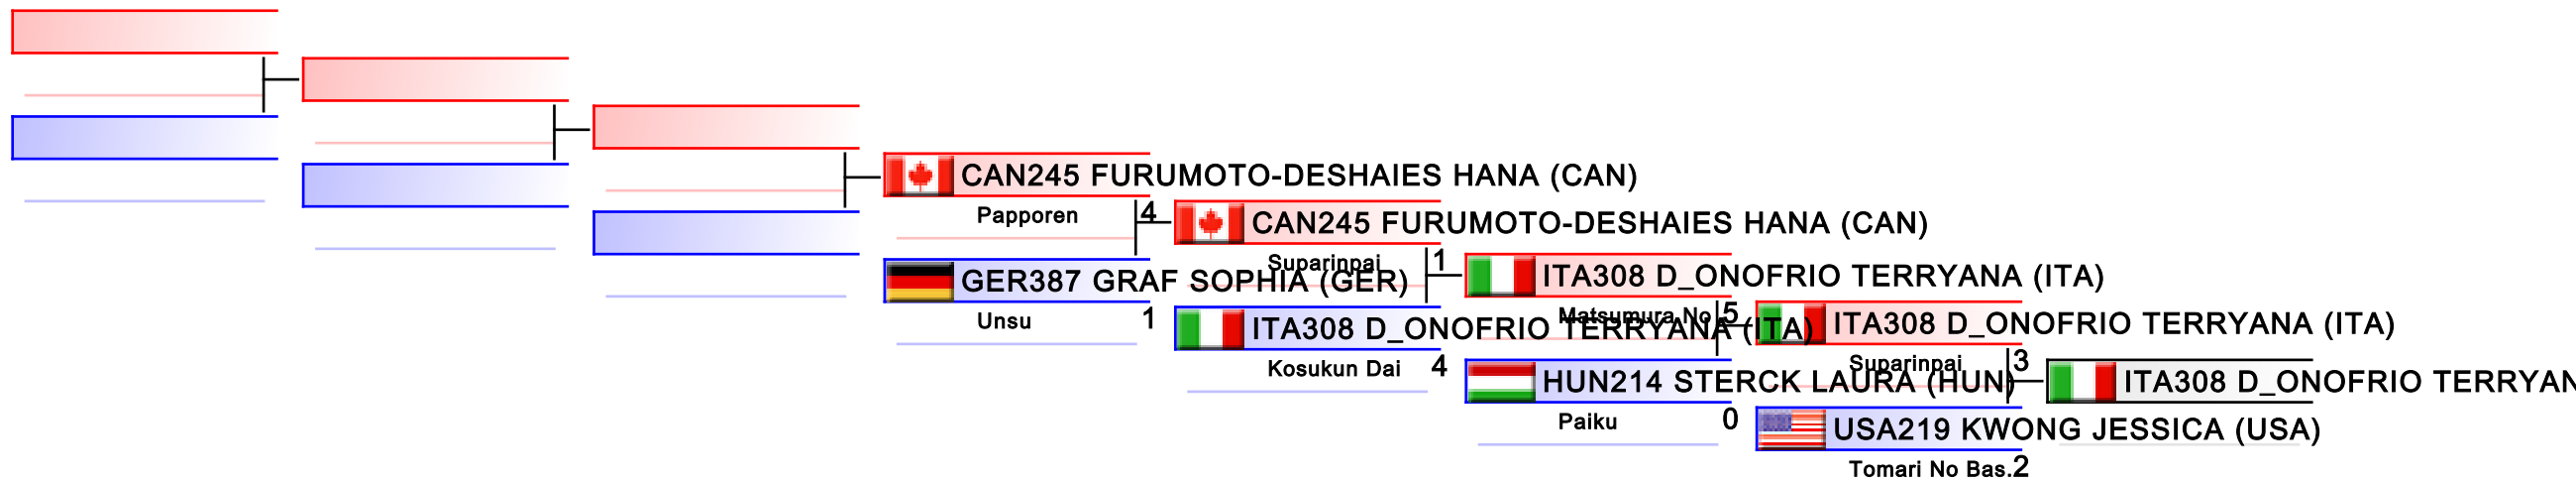 CAN245 FURUMOTO-DESHAIES HANA (CAN)
Papporen 4
CAN245 FURUMOTO-DESHAIES HANA (CAN)
Suparinpai 1
GER387 GRAF SOPHIA (GER)
Unsu 1
ITA308 D_ONOFRIO TERRYANA (ITA)
Matsumura No 5
ITA308 D_ONOFRIO TERRYANA (ITA)
Kosukun Dai 4
ITA308 D_ONOFRIO TERRYANA (ITA)
Suparinpai 3
HUN214 STERCK LAURA (HUN)
Paiku 0
ITA308 D_ONOFRIO TERRYAN
USA219 KWONG JESSICA (USA)
Tomari No Bas. 2